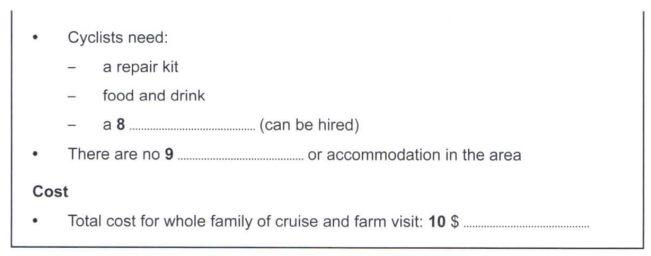 • Cyclists need:
– a repair kit
– food and drink
– a 8 ........................................ (can be hired)
• There are no 9 ........................................ or accommodation in the area
Cost
• Total cost for whole family of cruise and farm visit: 10 $ ........................................